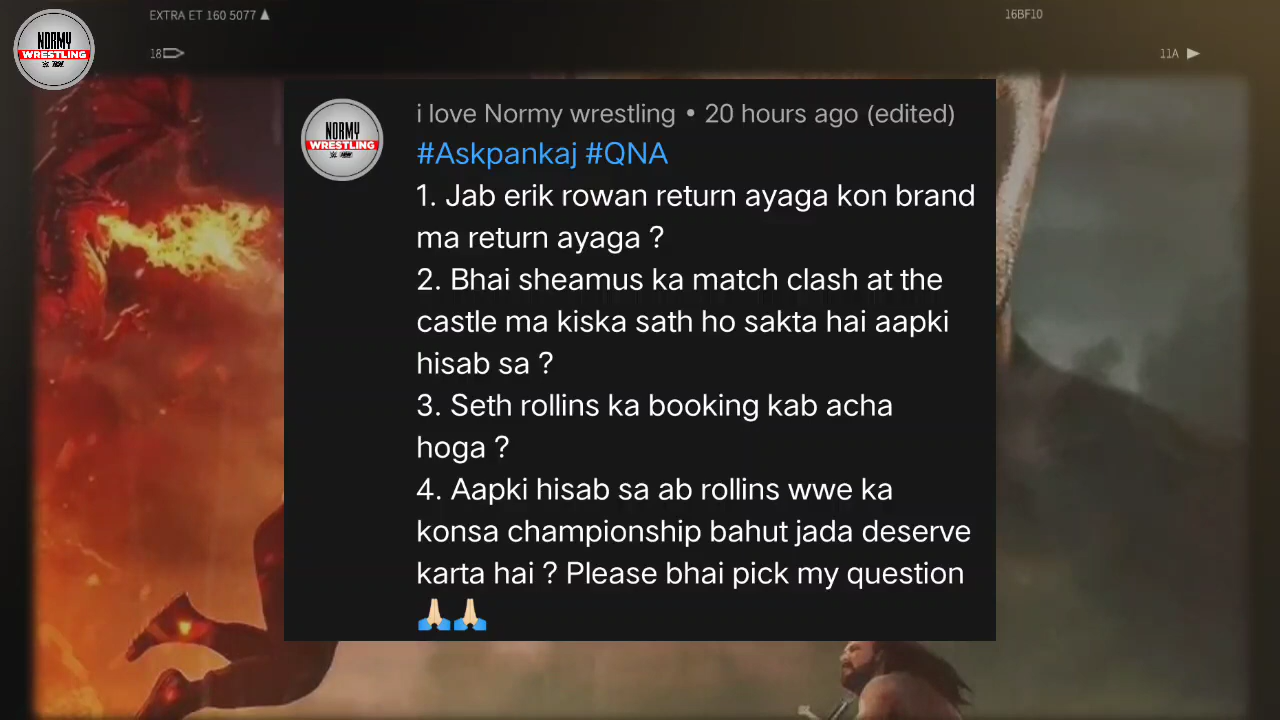 EXTRA ET 160 5077
16BF10
18
11A
NORMY
WRESTLING
NORMY
WRESTLING
i love Normy wrestling • 20 hours ago (edited)
#Askpankaj #QNA
1. Jab erik rowan return ayaga kon brand
ma return ayaga ?
2. Bhai sheamus ka match clash at the
castle ma kiska sath ho sakta hai aapki
hisab sa ?
3. Seth rollins ka booking kab acha
hoga ?
4. Aapki hisab sa ab rollins wwe ka
konsa championship bahut jada deserve
karta hai ? Please bhai pick my question
🙏🏻🙏🏻